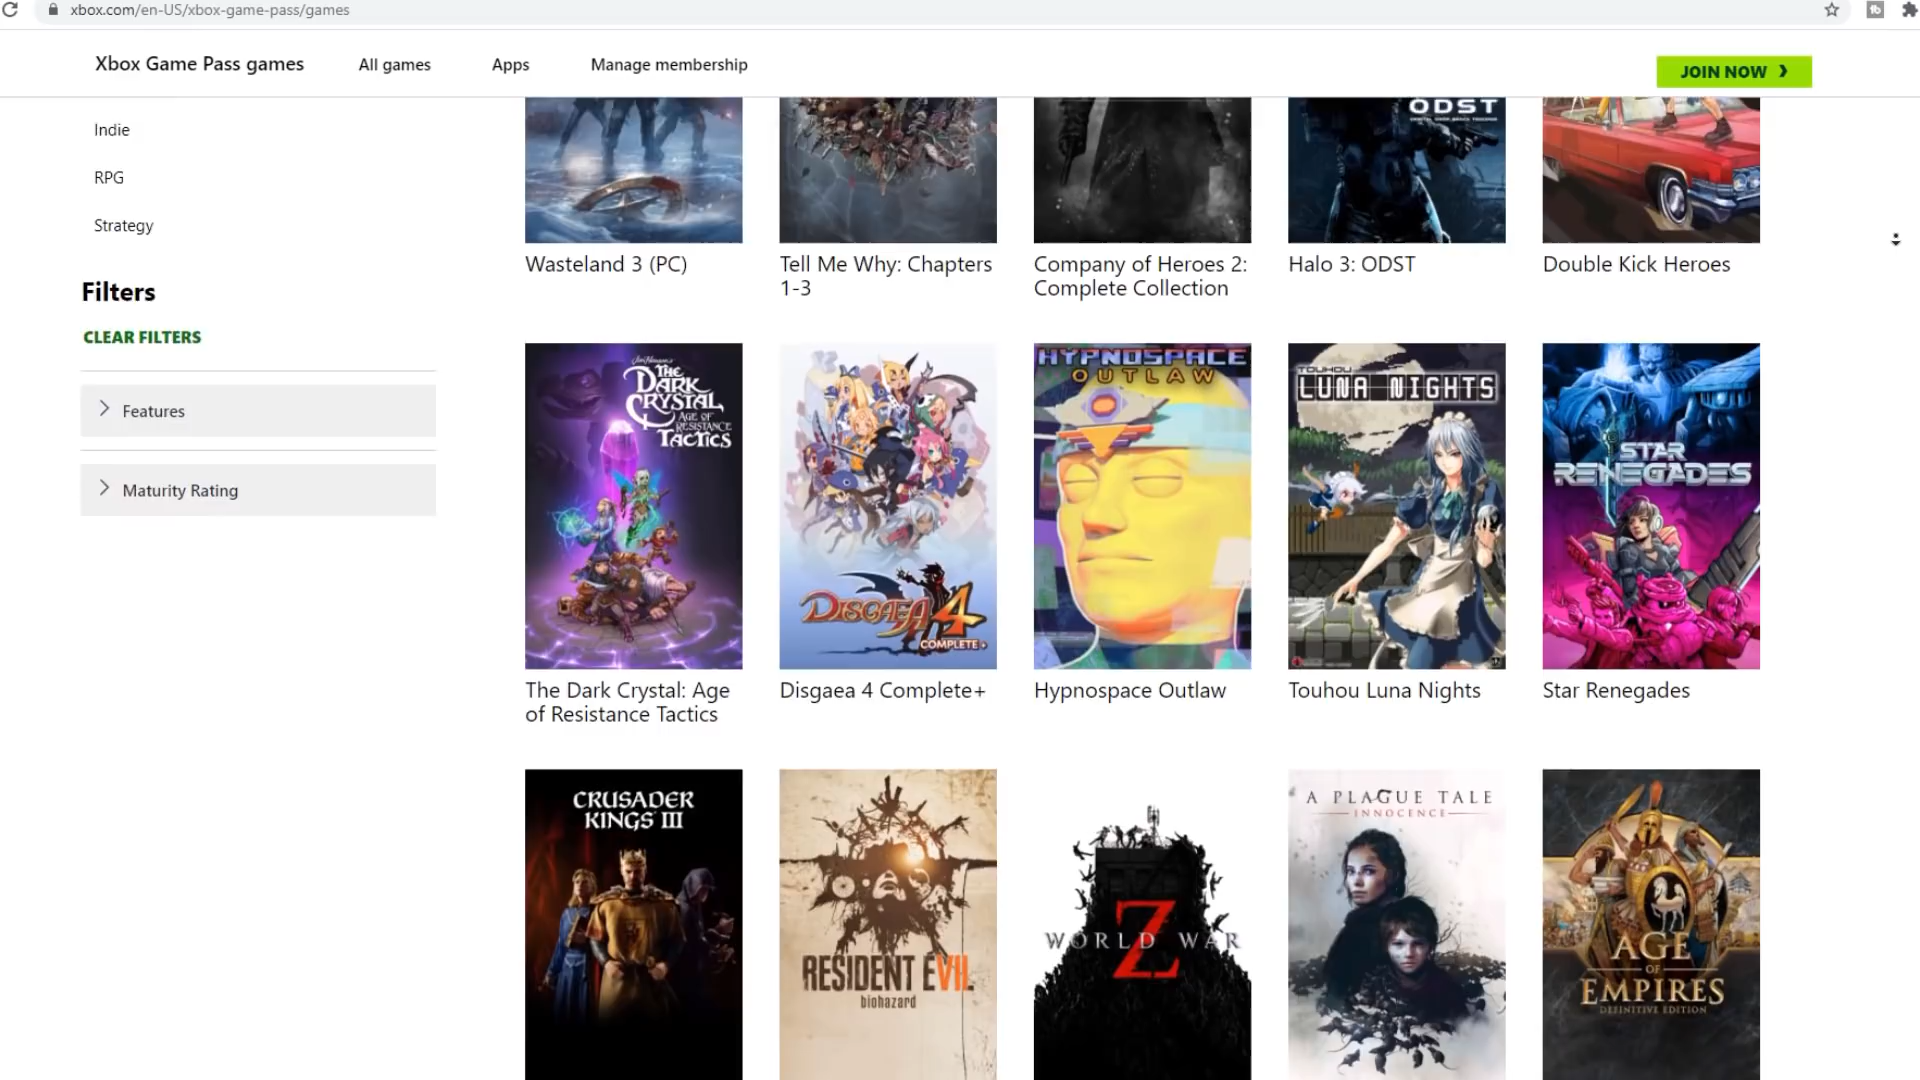 xbox.com/en-US/xbox-game-pass/games
Xbox Game Pass games
All games
Apps
Manage membership
JOIN NOW
Indie
RPG
Strategy
Filters
CLEAR FILTERS
Features
Maturity Rating
ODST
Wasteland 3 (PC)
Tell Me Why: Chapters
1-3
Company of Heroes 2:
Complete Collection
Halo 3: ODST
Double Kick Heroes
THE
DARK
CRYSTAL
AGE OF
RESISTANCE
TACTICS
DISGAEA 4
COMPLETE+
HYPNOSPACE
OUTLAW
TOUHOU
LUNA NIGHTS
STAR
RENEGADES
The Dark Crystal: Age
of Resistance Tactics
Disgaea 4 Complete+
Hypnospace Outlaw
Touhou Luna Nights
Star Renegades
CRUSADER
KINGS III
RESIDENT EVIL
biohazard
WORLD WAR
Z
A PLAGUE TALE
INNOCENCE
AGE
OF
EMPIRES
DEFINITIVE EDITION